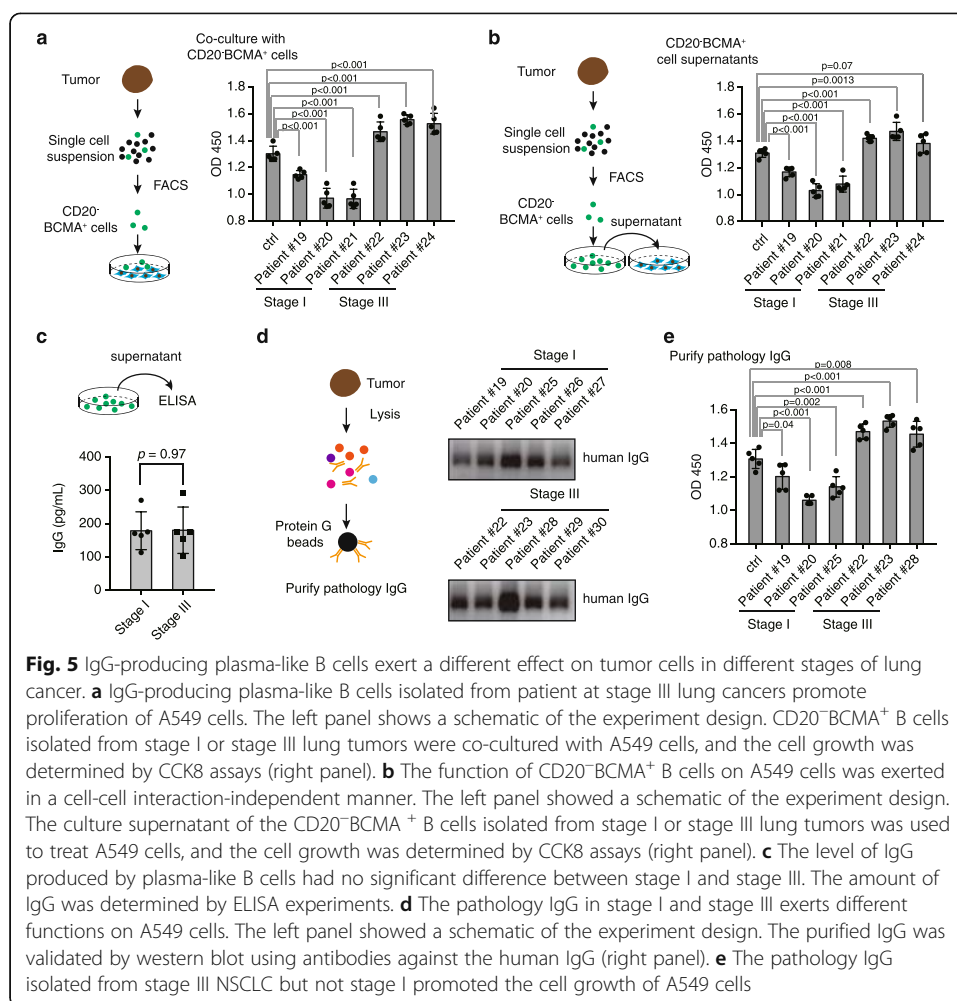 a
Co-culture with
CD20⁻BCMA⁺ cells
Tumor
Single cell
suspension
FACS
CD20⁻
BCMA⁺ cells
p<0.001
p<0.001
p<0.001
p<0.001
p<0.001
p<0.001
OD 450
1.8
1.6
1.4
1.2
1.0
0.8
ctrl
Patient #19
Patient #20
Patient #21
Patient #22
Patient #23
Patient #24
Stage I
Stage III
b
CD20⁻BCMA⁺
cell supernatants
Tumor
Single cell
suspension
FACS
CD20⁻
BCMA⁺ cells
supernatant
p=0.07
p=0.0013
p<0.001
p<0.001
p<0.001
p<0.001
OD 450
1.8
1.6
1.4
1.2
1.0
0.8
ctrl
Patient #19
Patient #20
Patient #21
Patient #22
Patient #23
Patient #24
Stage I
Stage III
c
supernatant
ELISA
p = 0.97
IgG (pg/mL)
400
300
200
100
0
Stage I
Stage III
d
Tumor
Lysis
Protein G
beads
Purify pathology IgG
Stage I
Patient #19
Patient #20
Patient #25
Patient #26
Patient #27
human IgG
Stage III
Patient #22
Patient #23
Patient #28
Patient #29
Patient #30
human IgG
e
Purify pathology IgG
p=0.008
p<0.001
p<0.001
p=0.002
p<0.001
p=0.04
OD 450
1.6
1.4
1.2
1.0
0.8
ctrl
Patient #19
Patient #20
Patient #25
Patient #22
Patient #23
Patient #28
Stage I
Stage III
Fig. 5 IgG-producing plasma-like B cells exert a different effect on tumor cells in different stages of lung
cancer. a IgG-producing plasma-like B cells isolated from patient at stage III lung cancers promote
proliferation of A549 cells. The left panel shows a schematic of the experiment design. CD20⁻BCMA⁺ B cells
isolated from stage I or stage III lung tumors were co-cultured with A549 cells, and the cell growth was
determined by CCK8 assays (right panel). b The function of CD20⁻BCMA⁺ B cells on A549 cells was exerted
in a cell-cell interaction-independent manner. The left panel showed a schematic of the experiment design.
The culture supernatant of the CD20⁻BCMA ⁺ B cells isolated from stage I or stage III lung tumors was used
to treat A549 cells, and the cell growth was determined by CCK8 assays (right panel). c The level of IgG
produced by plasma-like B cells had no significant difference between stage I and stage III. The amount of
IgG was determined by ELISA experiments. d The pathology IgG in stage I and stage III exerts different
functions on A549 cells. The left panel showed a schematic of the experiment design. The purified IgG was
validated by western blot using antibodies against the human IgG (right panel). e The pathology IgG
isolated from stage III NSCLC but not stage I promoted the cell growth of A549 cells